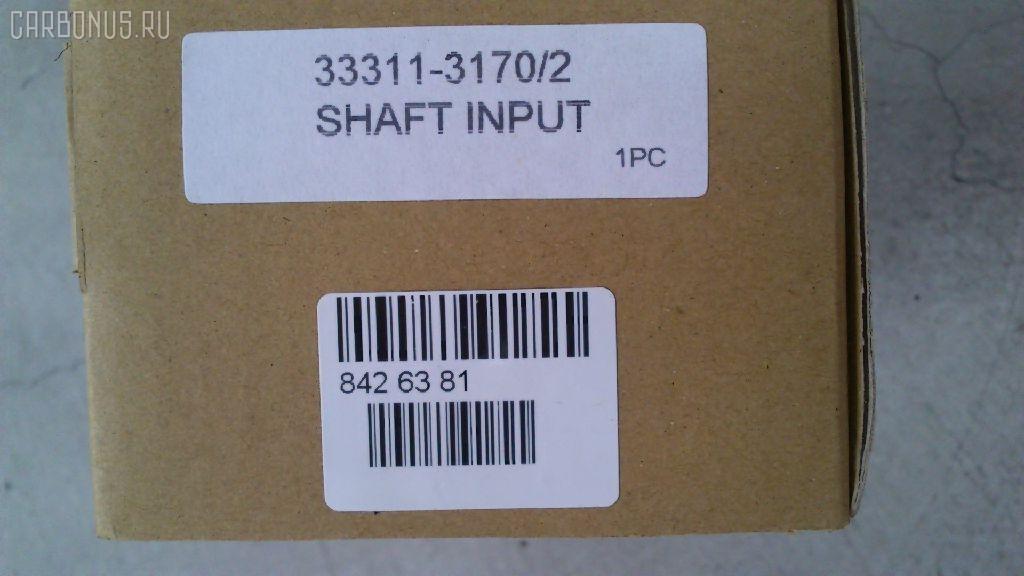 CARBONUS.RU
33311-3170/2
SHAFT INPUT
1PC
842 63 81